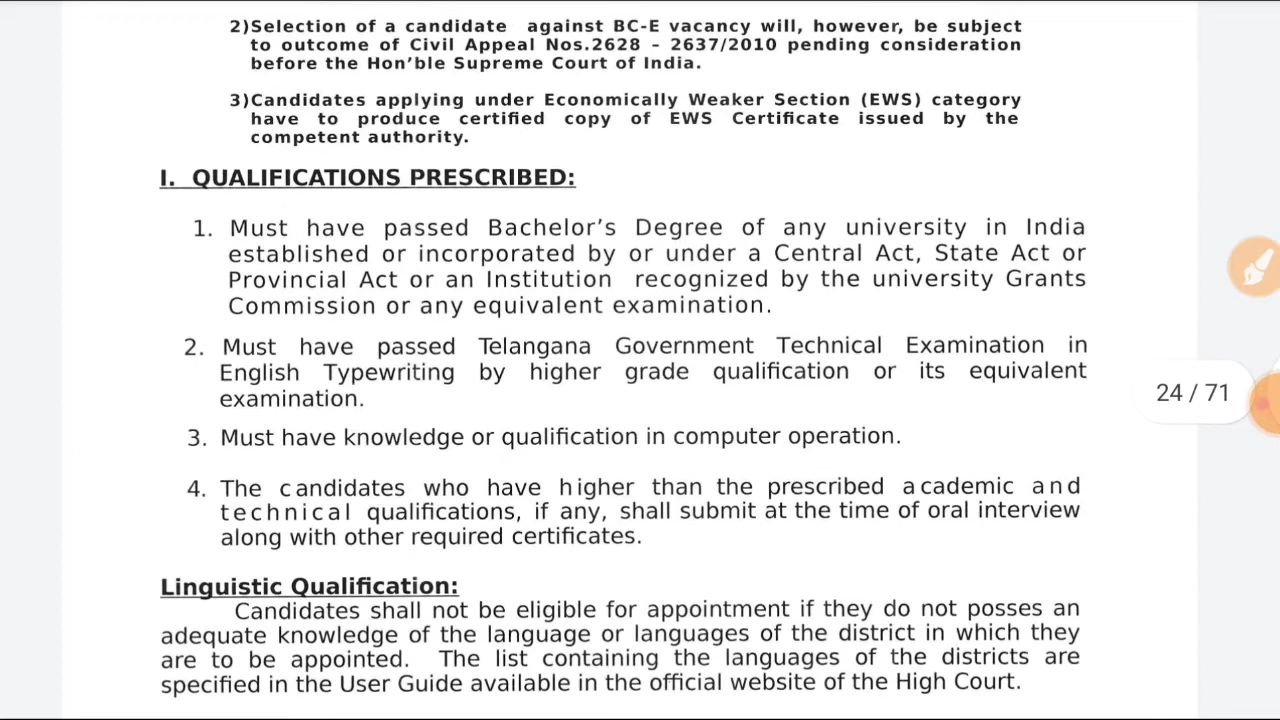 2)Selection of a candidate against BC-E vacancy will, however, be subject
to outcome of Civil Appeal Nos.2628 – 2637/2010 pending consideration
before the Hon’ble Supreme Court of India.
3)Candidates applying under Economically Weaker Section (EWS) category
have to produce certified copy of EWS Certificate issued by the
competent authority.
I. QUALIFICATIONS PRESCRIBED:
1. Must have passed Bachelor’s Degree of any university in India
established or incorporated by or under a Central Act, State Act or
Provincial Act or an Institution recognized by the university Grants
Commission or any equivalent examination.
2. Must have passed Telangana Government Technical Examination in
English Typewriting by higher grade qualification or its equivalent
examination.
24 / 71
3. Must have knowledge or qualification in computer operation.
4. The candidates who have higher than the prescribed academic and
technical qualifications, if any, shall submit at the time of oral interview
along with other required certificates.
Linguistic Qualification:
Candidates shall not be eligible for appointment if they do not posses an
adequate knowledge of the language or languages of the district in which they
are to be appointed. The list containing the languages of the districts are
specified in the User Guide available in the official website of the High Court.